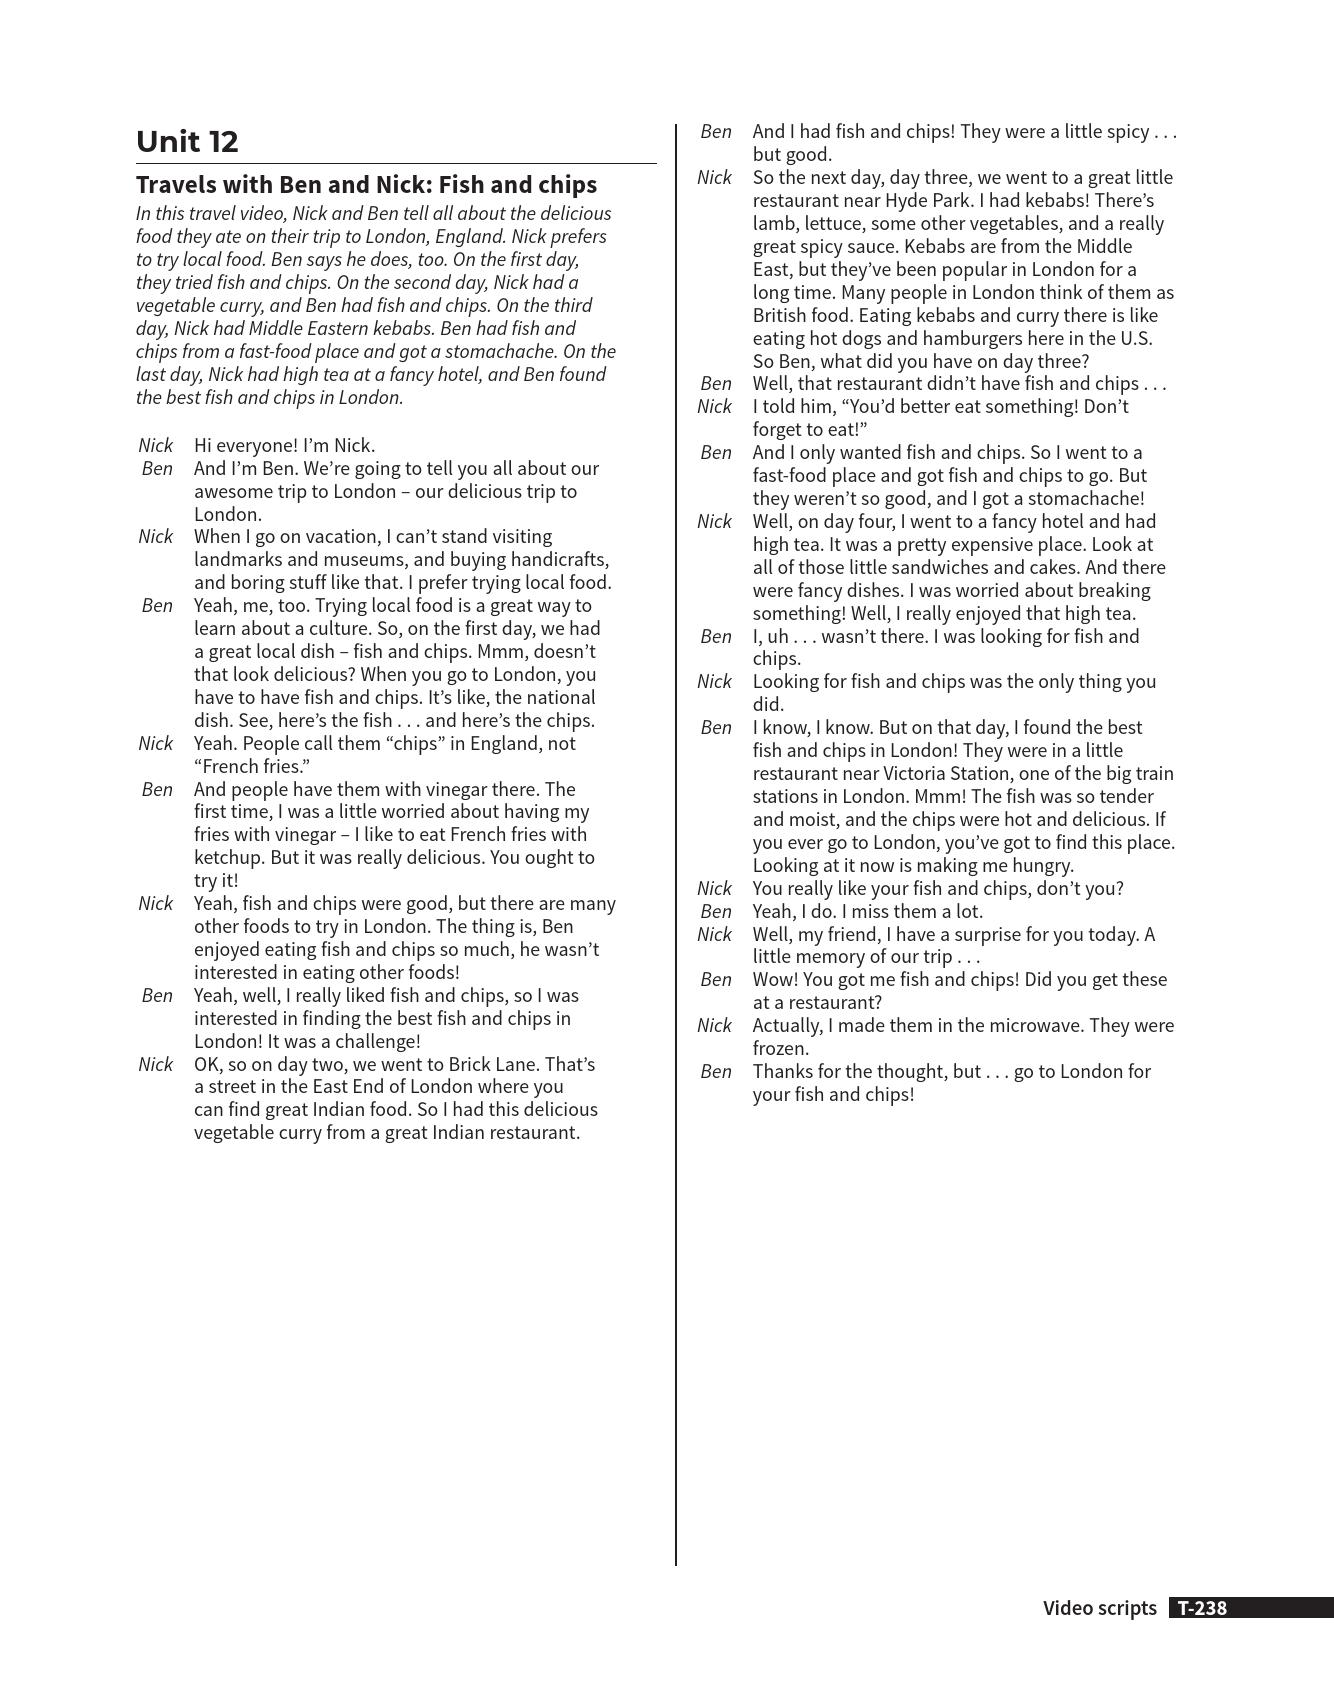 Unit 12
Travels with Ben and Nick: Fish and chips
In this travel video, Nick and Ben tell all about the delicious
food they ate on their trip to London, England. Nick prefers
to try local food. Ben says he does, too. On the first day,
they tried fish and chips. On the second day, Nick had a
vegetable curry, and Ben had fish and chips. On the third
day, Nick had Middle Eastern kebabs. Ben had fish and
chips from a fast-food place and got a stomachache. On the
last day, Nick had high tea at a fancy hotel, and Ben found
the best fish and chips in London.
Nick Hi everyone! I’m Nick.
Ben And I’m Ben. We’re going to tell you all about our
awesome trip to London – our delicious trip to
London.
Nick When I go on vacation, I can’t stand visiting
landmarks and museums, and buying handicrafts,
and boring stuff like that. I prefer trying local food.
Ben Yeah, me, too. Trying local food is a great way to
learn about a culture. So, on the first day, we had
a great local dish – fish and chips. Mmm, doesn’t
that look delicious? When you go to London, you
have to have fish and chips. It’s like, the national
dish. See, here’s the fish . . . and here’s the chips.
Nick Yeah. People call them “chips” in England, not
“French fries.”
Ben And people have them with vinegar there. The
first time, I was a little worried about having my
fries with vinegar – I like to eat French fries with
ketchup. But it was really delicious. You ought to
try it!
Nick Yeah, fish and chips were good, but there are many
other foods to try in London. The thing is, Ben
enjoyed eating fish and chips so much, he wasn’t
interested in eating other foods!
Ben Yeah, well, I really liked fish and chips, so I was
interested in finding the best fish and chips in
London! It was a challenge!
Nick OK, so on day two, we went to Brick Lane. That’s
a street in the East End of London where you
can find great Indian food. So I had this delicious
vegetable curry from a great Indian restaurant.
Ben And I had fish and chips! They were a little spicy . . .
but good.
Nick So the next day, day three, we went to a great little
restaurant near Hyde Park. I had kebabs! There’s
lamb, lettuce, some other vegetables, and a really
great spicy sauce. Kebabs are from the Middle
East, but they’ve been popular in London for a
long time. Many people in London think of them as
British food. Eating kebabs and curry there is like
eating hot dogs and hamburgers here in the U.S.
So Ben, what did you have on day three?
Ben Well, that restaurant didn’t have fish and chips . . .
Nick I told him, “You’d better eat something! Don’t
forget to eat!”
Ben And I only wanted fish and chips. So I went to a
fast-food place and got fish and chips to go. But
they weren’t so good, and I got a stomachache!
Nick Well, on day four, I went to a fancy hotel and had
high tea. It was a pretty expensive place. Look at
all of those little sandwiches and cakes. And there
were fancy dishes. I was worried about breaking
something! Well, I really enjoyed that high tea.
Ben I, uh . . . wasn’t there. I was looking for fish and
chips.
Nick Looking for fish and chips was the only thing you
did.
Ben I know, I know. But on that day, I found the best
fish and chips in London! They were in a little
restaurant near Victoria Station, one of the big train
stations in London. Mmm! The fish was so tender
and moist, and the chips were hot and delicious. If
you ever go to London, you’ve got to find this place.
Looking at it now is making me hungry.
Nick You really like your fish and chips, don’t you?
Ben Yeah, I do. I miss them a lot.
Nick Well, my friend, I have a surprise for you today. A
little memory of our trip . . .
Ben Wow! You got me fish and chips! Did you get these
at a restaurant?
Nick Actually, I made them in the microwave. They were
frozen.
Ben Thanks for the thought, but . . . go to London for
your fish and chips!
Video scripts T-238